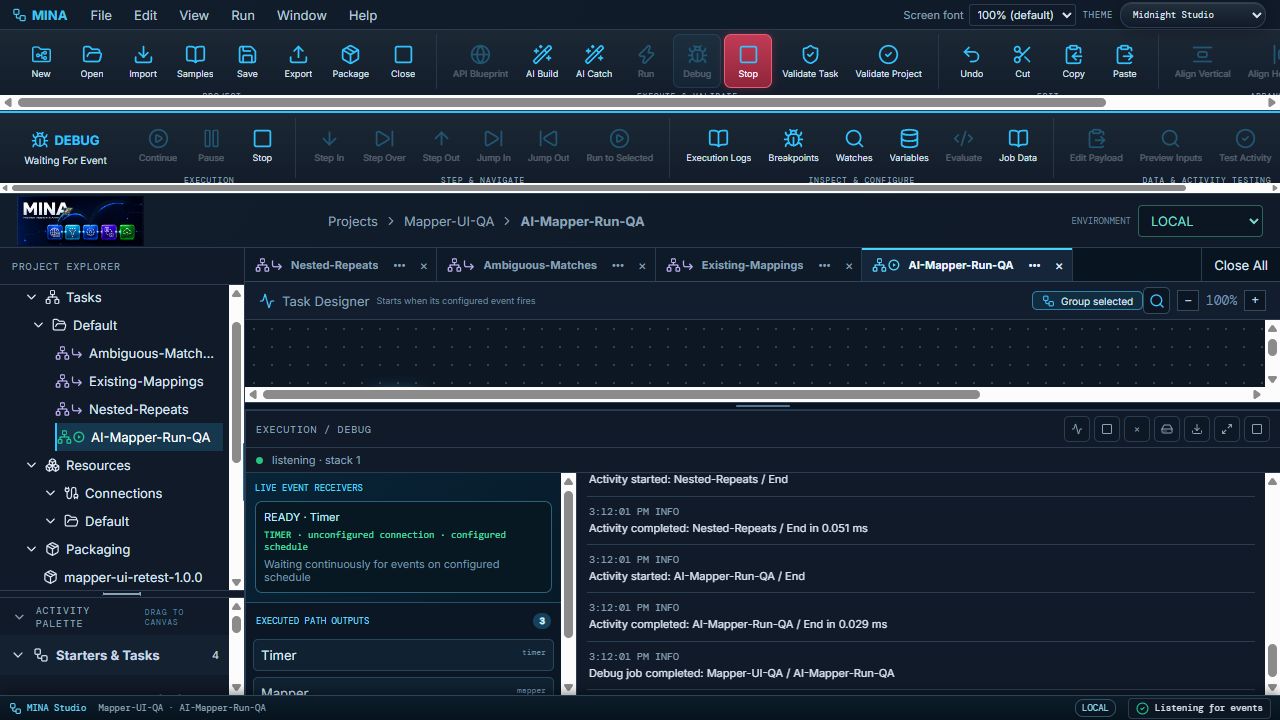 MINA File Edit View Run Window Help
Screen font 100% (default) THEME Midnight Studio
New Open Import Samples Save Export Package Close API Blueprint AI Build AI Catch Run Debug Stop Validate Task Validate Project Undo Cut Copy Paste Align Vertical
PROJECT EXECUTE & VALIDATE EDIT
DEBUG
Waiting For Event
Continue Pause Stop Step In Step Over Step Out Jump In Jump Out Run to Selected Execution Logs Breakpoints Watches Variables Evaluate Job Data Edit Payload Preview Inputs Test Activity
EXECUTION STEP & NAVIGATE INSPECT & CONFIGURE DATA & ACTIVITY TESTING
MINA
Projects > Mapper-UI-QA > AI-Mapper-Run-QA
ENVIRONMENT LOCAL
PROJECT EXPLORER
Nested-Repeats ••• × Ambiguous-Matches ••• × Existing-Mappings ••• × AI-Mapper-Run-QA ••• × Close All
Task Designer Starts when its configured event fires
Group selected − 100% +
Tasks
Default
Ambiguous-Match...
Existing-Mappings
Nested-Repeats
AI-Mapper-Run-QA
Resources
Connections
Default
Packaging
mapper-ui-retest-1.0.0
ACTIVITY PALETTE
DRAG TO CANVAS
Starters & Tasks 4
EXECUTION / DEBUG
listening · stack 1
LIVE EVENT RECEIVERS
READY · Timer
TIMER · unconfigured connection · configured
schedule
Waiting continuously for events on configured
schedule
EXECUTED PATH OUTPUTS 3
Timer timer
Mapper mapper
Activity started: Nested-Repeats / End
3:12:01 PM INFO
Activity completed: Nested-Repeats / End in 0.051 ms
3:12:01 PM INFO
Activity started: AI-Mapper-Run-QA / End
3:12:01 PM INFO
Activity completed: AI-Mapper-Run-QA / End in 0.029 ms
3:12:01 PM INFO
Debug job completed: Mapper-UI-QA / AI-Mapper-Run-QA
MINA Studio Mapper-UI-QA · AI-Mapper-Run-QA
LOCAL Listening for events